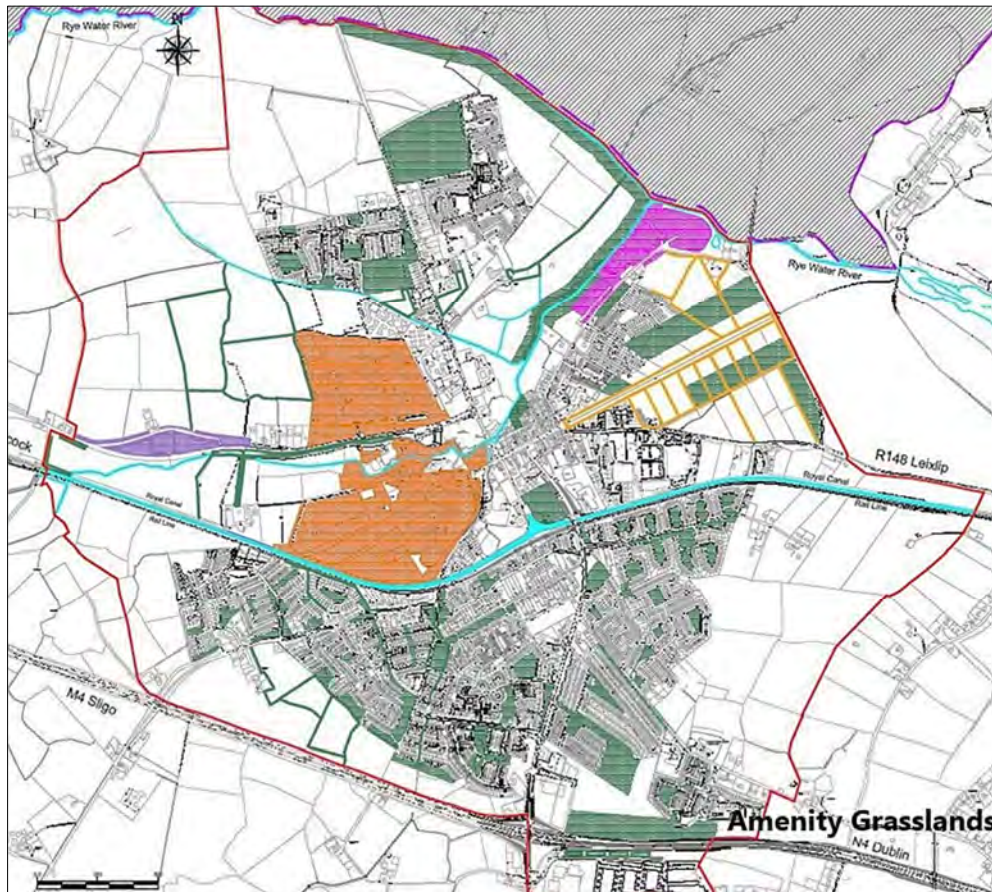 Rye Water River
N
Rye Water River
R148 Leixlip
cock
Royal Canal
Rail Line
Royal Canal
Rail Line
M4 Sligo
Amenity Grasslands
N4 Dublin